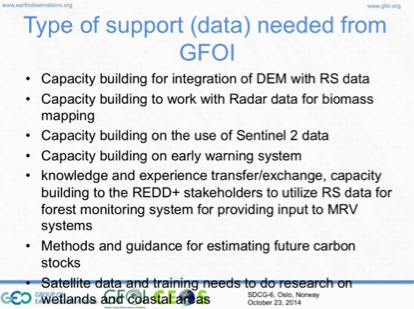 www.earthobservations.org
www.gfoi.org
Type of support (data) needed from
GFOI
• Capacity building for integration of DEM with RS data
• Capacity building to work with Radar data for biomass
mapping
• Capacity building on the use of Sentinel 2 data
• Capacity building on early warning system
• knowledge and experience transfer/exchange, capacity
building to the REDD+ stakeholders to utilize RS data for
forest monitoring system for providing input to MRV
systems
• Methods and guidance for estimating future carbon
stocks
• Satellite data and training needs to do research on
wetlands and coastal areas
GEO
GROUP ON
GFOI
SDCG-6, Oslo, Norway
October 23, 2014